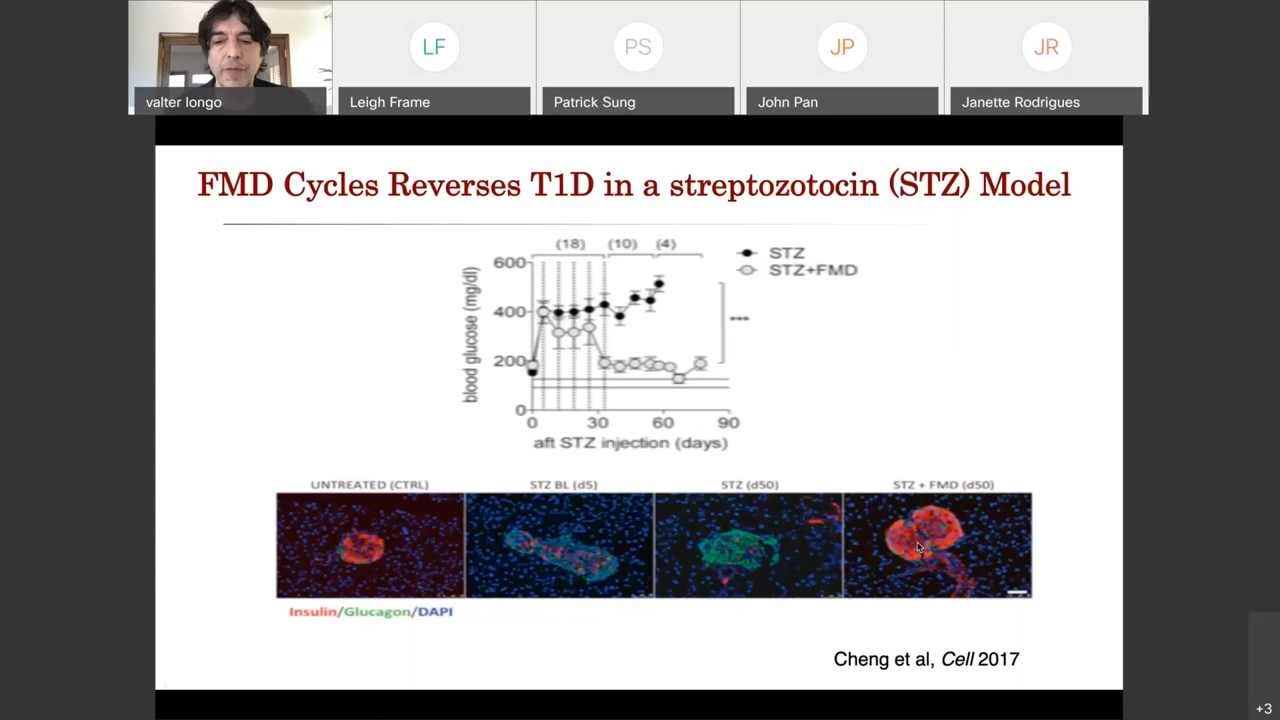 LF
PS
JP
JR
valter longo
Leigh Frame
Patrick Sung
John Pan
Janette Rodrigues
FMD Cycles Reverses T1D in a streptozotocin (STZ) Model
(18) (10) (4)
STZ
STZ+FMD
600
400
200
0
blood glucose (mg/dl)
***
0 30 60 90
aft STZ injection (days)
UNTREATED (CTRL) STZ BL (d5) STZ (d50) STZ + FMD (d50)
Insulin/Glucagon/DAPI
Cheng et al, Cell 2017
+3